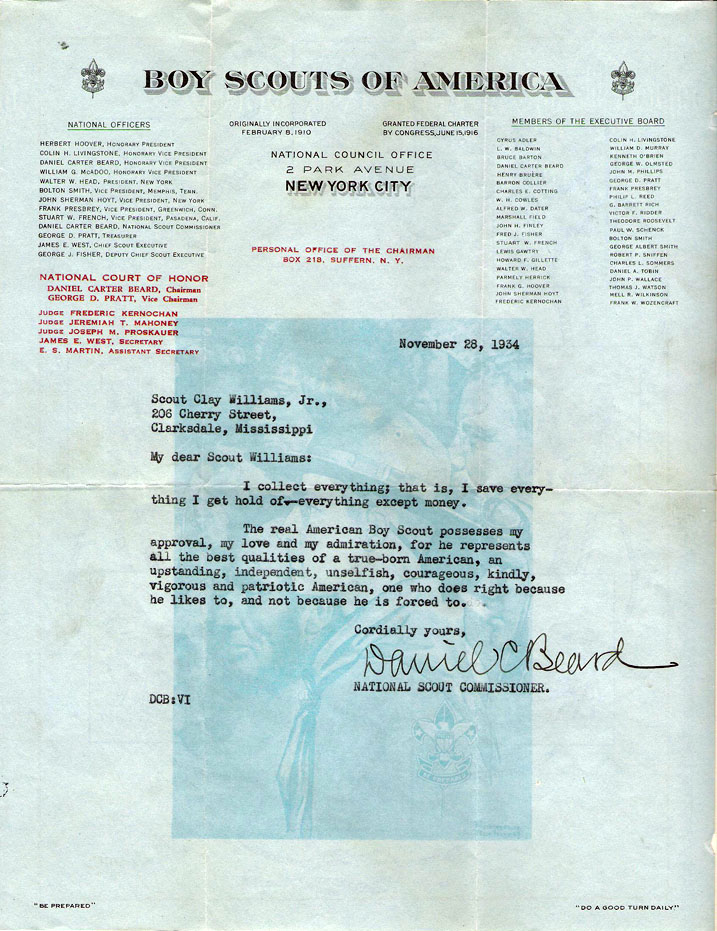 BOY SCOUTS OF AMERICA
NATIONAL OFFICERS
HERBERT HOOVER, HONORARY PRESIDENT
COLIN H. LIVINGSTONE, HONORARY VICE PRESIDENT
DANIEL CARTER BEARD, HONORARY VICE PRESIDENT
WILLIAM G. McADOO, HONORARY VICE PRESIDENT
WALTER W. HEAD, PRESIDENT, NEW YORK
BOLTON SMITH, VICE PRESIDENT, MEMPHIS, TENN.
JOHN SHERMAN HOYT, VICE PRESIDENT, NEW YORK
FRANK PRESBREY, VICE PRESIDENT, GREENWICH, CONN.
STUART W. FRENCH, VICE PRESIDENT, PASADENA, CALIF.
DANIEL CARTER BEARD, NATIONAL SCOUT COMMISSIONER
GEORGE D. PRATT, TREASURER
JAMES E. WEST, CHIEF SCOUT EXECUTIVE
GEORGE J. FISHER, DEPUTY CHIEF SCOUT EXECUTIVE
NATIONAL COURT OF HONOR
DANIEL CARTER BEARD, Chairman
GEORGE D. PRATT, Vice Chairman
JUDGE FREDERIC KERNOCHAN
JUDGE JEREMIAH T. MAHONEY
JUDGE JOSEPH M. PROSKAUER
JAMES E. WEST, SECRETARY
E. S. MARTIN, ASSISTANT SECRETARY
ORIGINALLY INCORPORATED
FEBRUARY 8, 1910
GRANTED FEDERAL CHARTER
BY CONGRESS, JUNE 15, 1916
NATIONAL COUNCIL OFFICE
2 PARK AVENUE
NEW YORK CITY
PERSONAL OFFICE OF THE CHAIRMAN
BOX 218, SUFFERN, N. Y.
MEMBERS OF THE EXECUTIVE BOARD
CYRUS ADLER
L. W. BALDWIN
BRUCE BARTON
DANIEL CARTER BEARD
HENRY BRUÈRE
BARRON COLLIER
CHARLES E. COTTING
W. H. COWLES
ALFRED W. DATER
MARSHALL FIELD
JOHN H. FINLEY
FRED J. FISHER
STUART W. FRENCH
LEWIS GAWTRY
HOWARD F. GILLETTE
WALTER W. HEAD
PARMELY HERRICK
FRANK G. HOOVER
JOHN SHERMAN HOYT
FREDERIC KERNOCHAN
COLIN H. LIVINGSTONE
WILLIAM D. MURRAY
KENNETH O'BRIEN
GEORGE W. OLMSTED
JOHN M. PHILLIPS
GEORGE D. PRATT
FRANK PRESBREY
PHILIP L. REED
G. BARRETT RICH
VICTOR F. RIDDER
THEODORE ROOSEVELT
PAUL W. SCHENCK
BOLTON SMITH
GEORGE ALBERT SMITH
ROBERT P. SNIFFEN
CHARLES L. SOMMERS
DANIEL A. TOBIN
JOHN P. WALLACE
THOMAS J. WATSON
MELL R. WILKINSON
FRANK W. WOZENCRAFT
November 28, 1934
Scout Clay Williams, Jr.,
206 Cherry Street,
Clarksdale, Mississippi
My dear Scout Williams:
I collect everything; that is, I save every-
thing I get hold of—everything except money.
The real American Boy Scout possesses my
approval, my love and my admiration, for he represents
all the best qualities of a true-born American, an
upstanding, independent, unselfish, courageous, kindly,
vigorous and patriotic American, one who does right because
he likes to, and not because he is forced to.
Cordially yours,
Daniel C Beard
NATIONAL SCOUT COMMISSIONER.
DCB:VI
"BE PREPARED"
"DO A GOOD TURN DAILY."